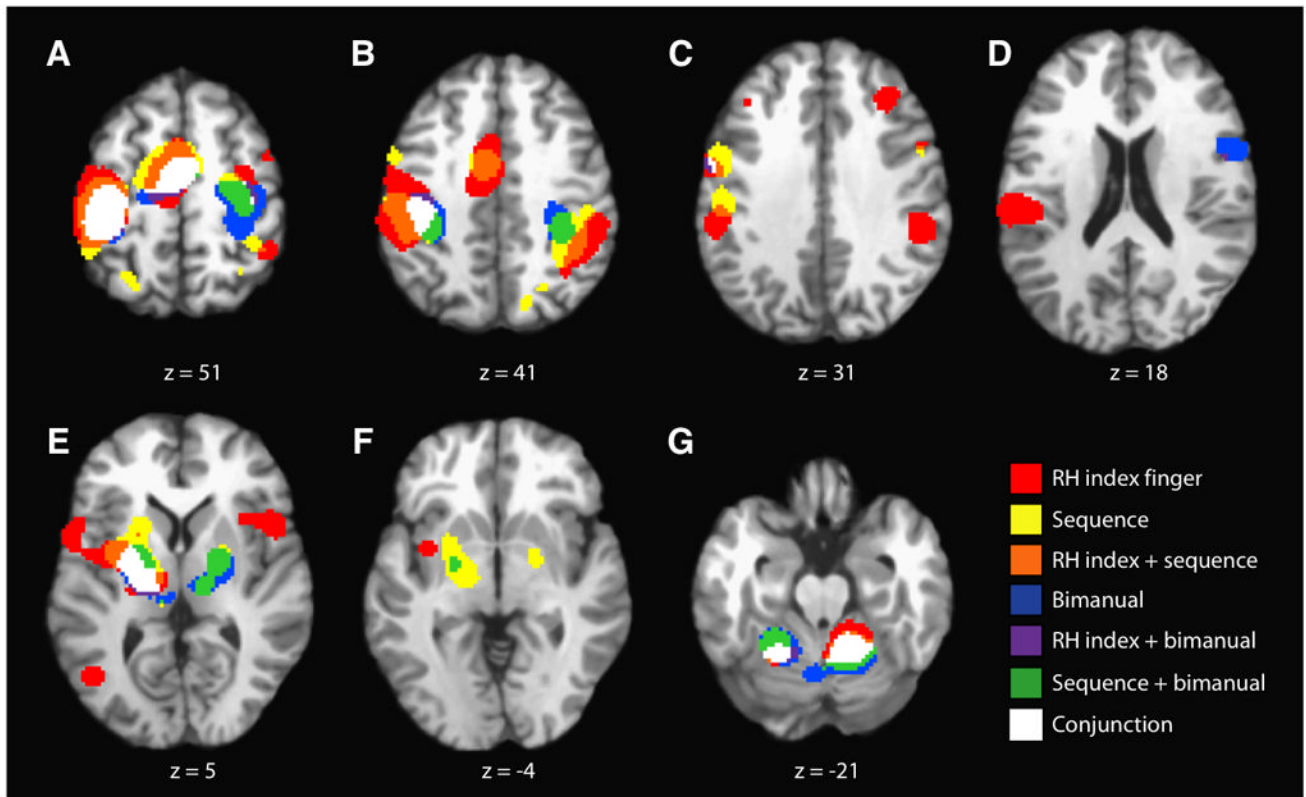 A B C D
z = 51 z = 41 z = 31 z = 18
E F G
RH index finger
Sequence
RH index + sequence
Bimanual
RH index + bimanual
Sequence + bimanual
Conjunction
z = 5 z = -4 z = -21